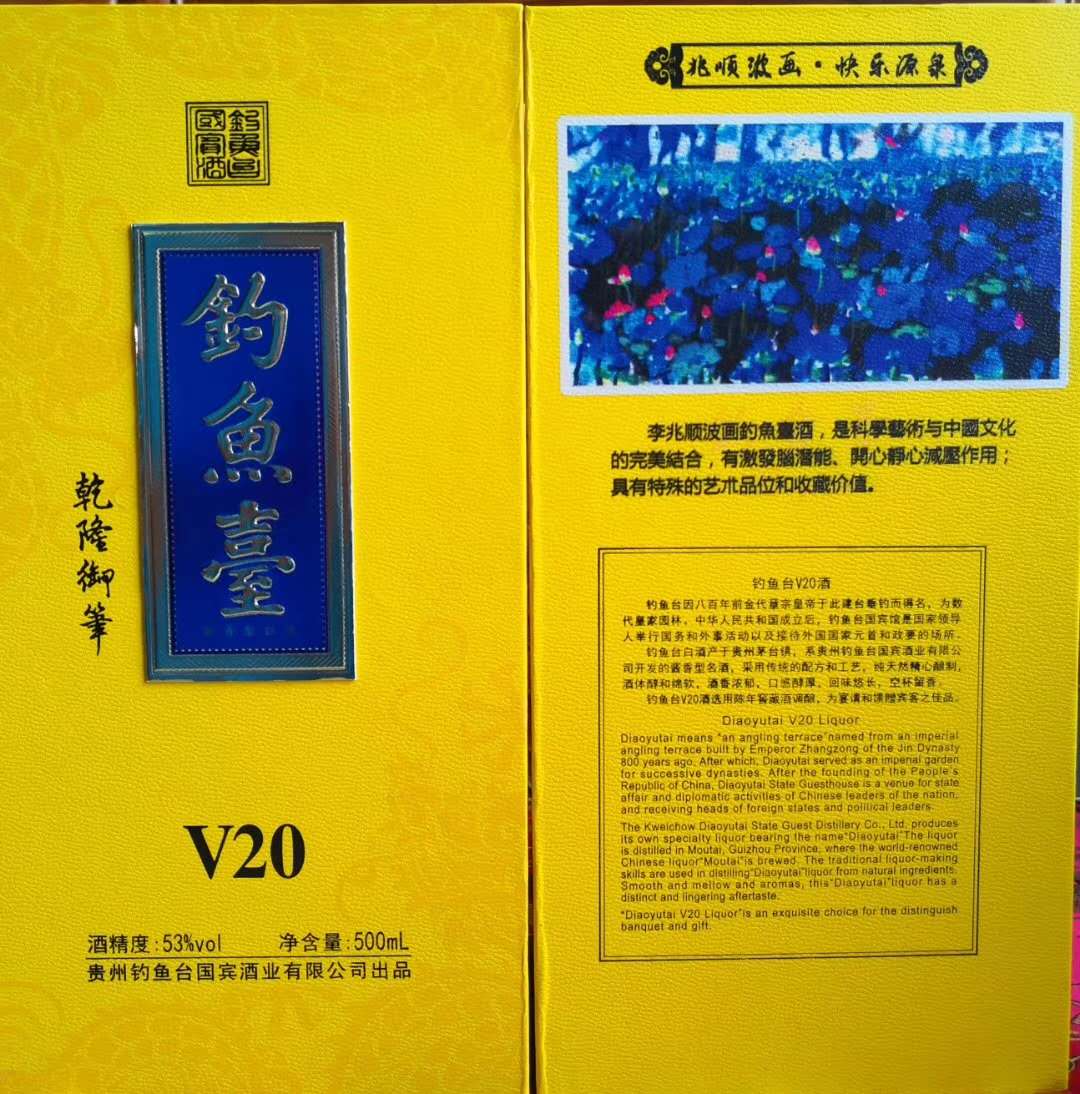 釣魚臺
國賓酒
釣魚臺
乾隆御筆
V20
酒精度:53%vol 净含量:500mL
贵州钓鱼台国宾酒业有限公司出品
兆顺波画·快乐源泉
李兆顺波画釣魚臺酒，是科學藝術与中國文化
的完美結合，有激發腦潛能、開心靜心減壓作用；
具有特殊的艺术品位和收藏价值。
钓鱼台V20酒
钓鱼台因八百年前金代章宗皇帝于此建台垂钓而得名，为数
代皇家园林。中华人民共和国成立后，钓鱼台国宾馆是国家领导
人举行国务和外事活动以及接待外国国家元首和政要的场所。
钓鱼台白酒产于贵州茅台镇，系贵州钓鱼台国宾酒业有限公
司开发的酱香型名酒，采用传统的配方和工艺，纯天然精心酿制，
酒体醇和绵软，酒香浓郁、口感醇厚、回味悠长，空杯留香。
钓鱼台V20酒选用陈年窖藏酒调酿，为宴请和馈赠宾客之佳品。
Diaoyutai V20 Liquor
Diaoyutai means "an angling terrace"named from an imperial
angling terrace built by Emperor Zhangzong of the Jin Dynasty
800 years ago. After which, Diaoyutai served as an imperial garden
for successive dynasties. After the founding of the People's
Republic of China, Diaoyutai State Guesthouse is a venue for state
affair and diplomatic activities of Chinese leaders of the nation,
and receiving heads of foreign states and political leaders.
The Kweichow Diaoyutai State Guest Distillery Co., Ltd. produces
its own specialty liquor bearing the name"Diaoyutai"The liquor
is distilled in Moutai, Guizhou Province, where the world-renowned
Chinese liquor"Moutai"is brewed. The traditional liquor-making
skills are used in distilling"Diaoyutai"liquor from natural ingredients.
Smooth and mellow and aromas, this"Diaoyutai"liquor has a
distinct and lingering aftertaste.
"Diaoyutai V20 Liquor"is an exquisite choice for the distinguish
banquet and gift.